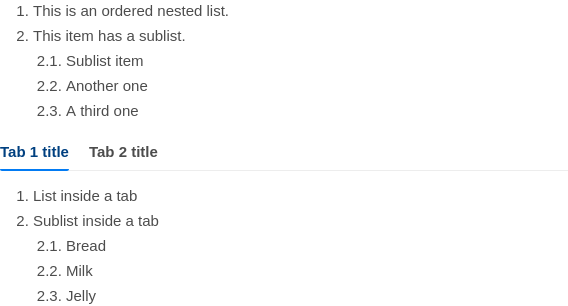 1. This is an ordered nested list.
2. This item has a sublist.
2.1. Sublist item
2.2. Another one
2.3. A third one
Tab 1 title Tab 2 title
1. List inside a tab
2. Sublist inside a tab
2.1. Bread
2.2. Milk
2.3. Jelly